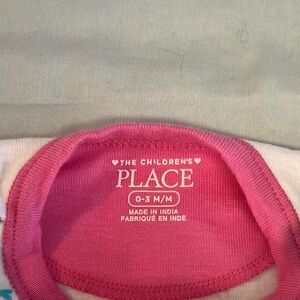 ♥THE CHILDREN'S♥
PLACE
0-3 M/M
MADE IN INDIA
FABRIQUÉ EN INDE